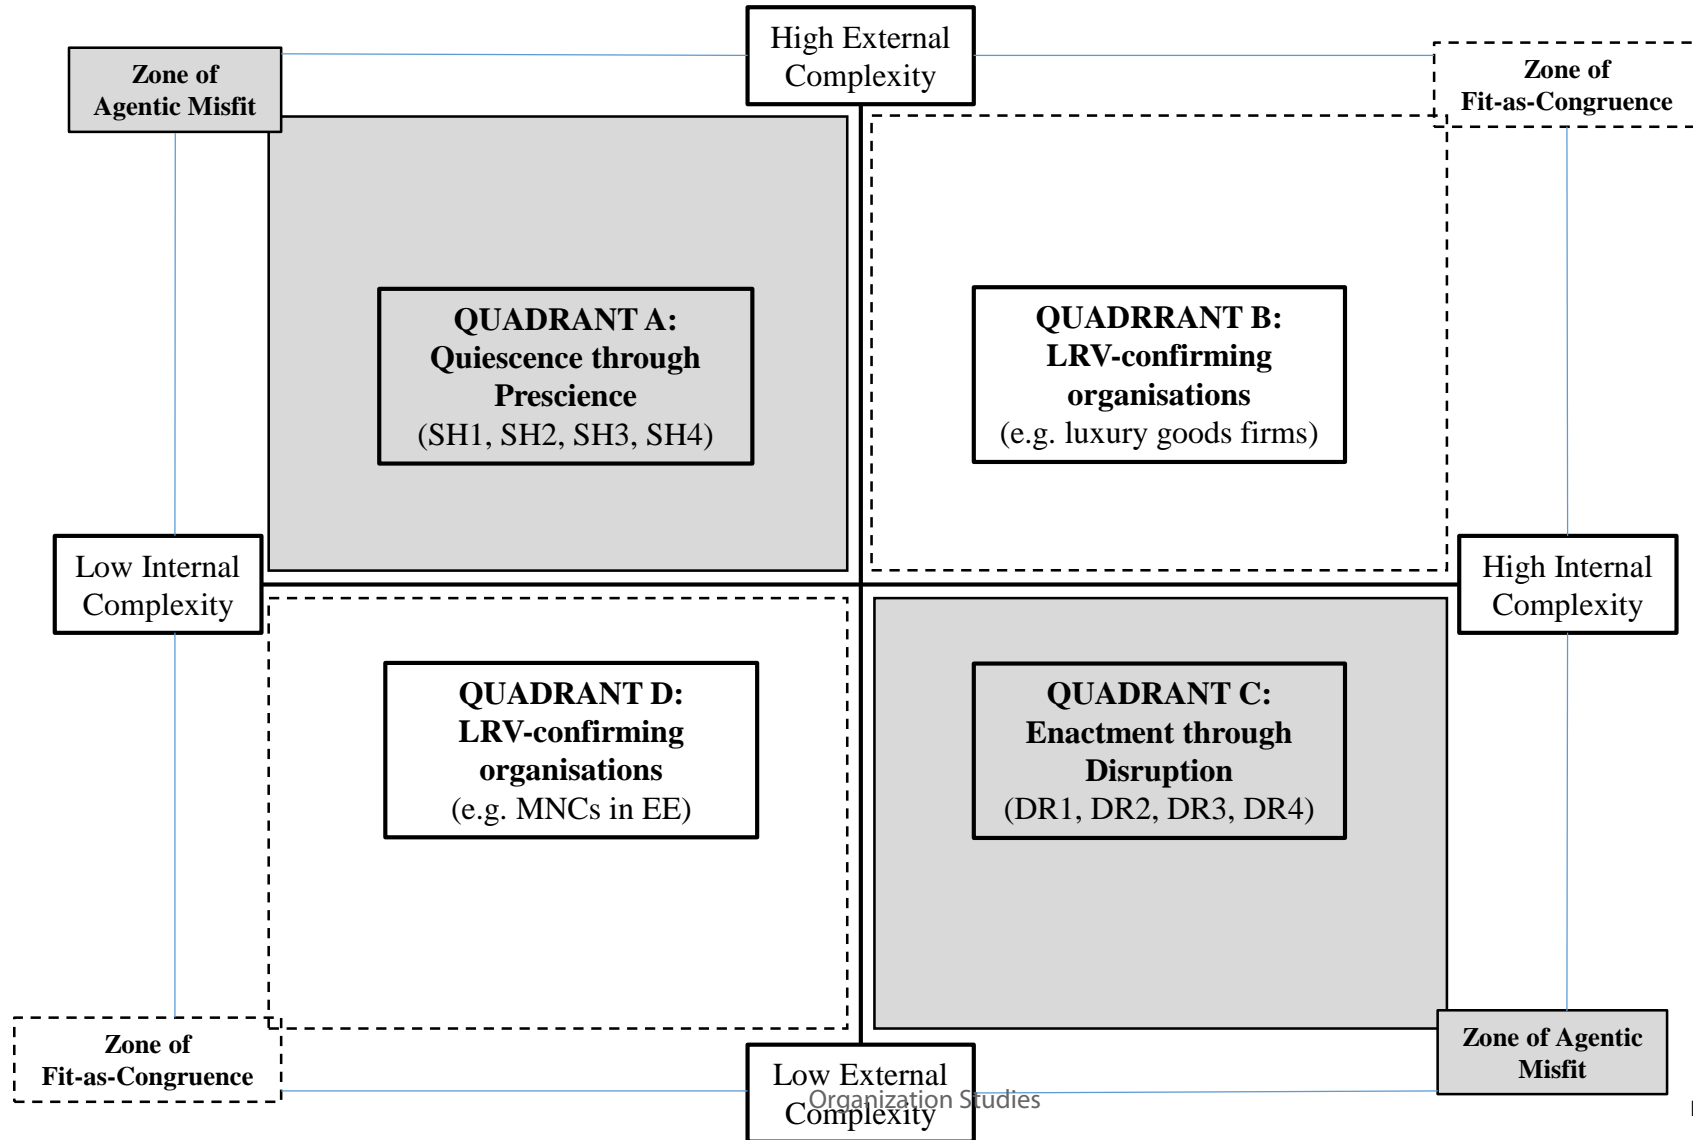 High External
Complexity
Zone of
Agentic Misfit
Zone of
Fit-as-Congruence
QUADRANT A:
Quiescence through
Prescience
(SH1, SH2, SH3, SH4)
QUADRRANT B:
LRV-confirming
organisations
(e.g. luxury goods firms)
Low Internal
Complexity
High Internal
Complexity
QUADRANT D:
LRV-confirming
organisations
(e.g. MNCs in EE)
QUADRANT C:
Enactment through
Disruption
(DR1, DR2, DR3, DR4)
Zone of
Fit-as-Congruence
Zone of Agentic
Misfit
Low External
Complexity
Organization Studies